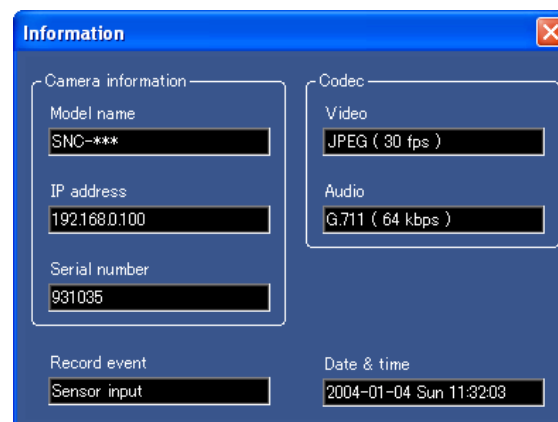 Information
Camera information
Model name
SNC-***
IP address
192.168.0.100
Serial number
931035
Codec
Video
JPEG ( 30 fps )
Audio
G.711 ( 64 kbps )
Record event
Sensor input
Date & time
2004-01-04 Sun 11:32:03